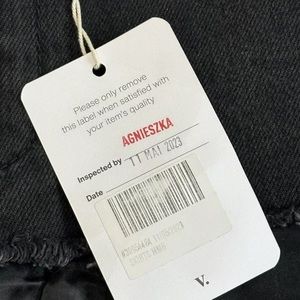 Please only remove
this label when satisfied with
your item's quality
AGNIESZKA
Inspected by
11 MAI 2023
Date
V.